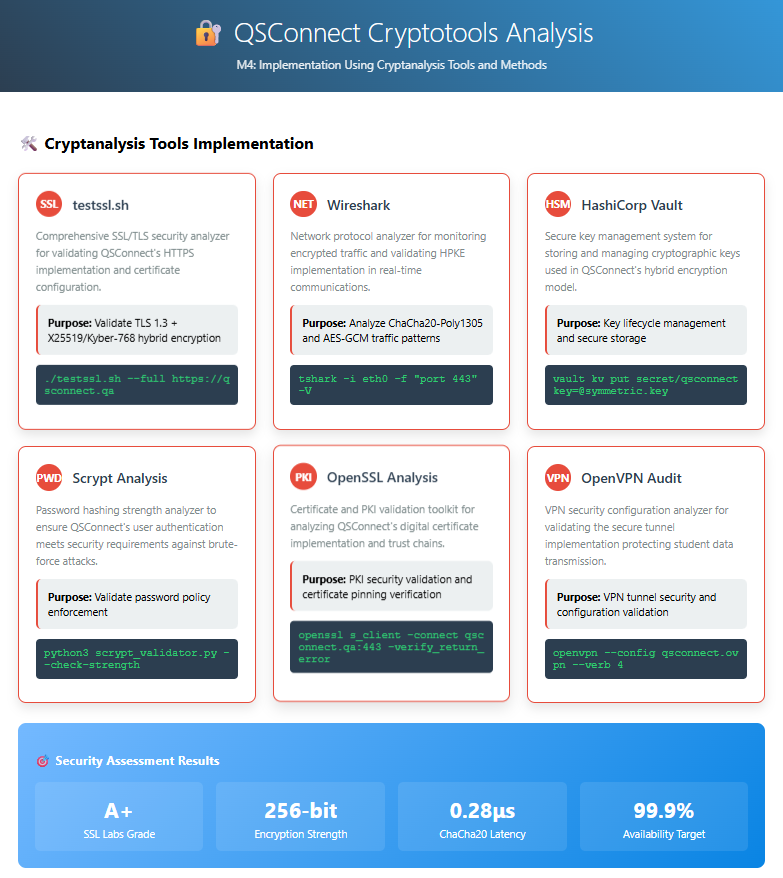 QSConnect Cryptotools Analysis
M4: Implementation Using Cryptanalysis Tools and Methods
Cryptanalysis Tools Implementation
SSL
testssl.sh
Comprehensive SSL/TLS security analyzer
for validating QSConnect's HTTPS
implementation and certificate
configuration.
Purpose: Validate TLS 1.3 +
X25519/Kyber-768 hybrid encryption
./testssl.sh --full https://q
sconnect.qa
NET
Wireshark
Network protocol analyzer for monitoring
encrypted traffic and validating HPKE
implementation in real-time
communications.
Purpose: Analyze ChaCha20-Poly1305
and AES-GCM traffic patterns
tshark -i eth0 -f "port 443"
-V
HSM
HashiCorp Vault
Secure key management system for
storing and managing cryptographic keys
used in QSConnect's hybrid encryption
model.
Purpose: Key lifecycle management
and secure storage
vault kv put secret/qsconnect
key=@symmetric.key
PWD
Scrypt Analysis
Password hashing strength analyzer to
ensure QSConnect's user authentication
meets security requirements against brute-
force attacks.
Purpose: Validate password policy
enforcement
python3 scrypt_validator.py -
-check-strength
PKI
OpenSSL Analysis
Certificate and PKI validation toolkit for
analyzing QSConnect's digital certificate
implementation and trust chains.
Purpose: PKI security validation and
certificate pinning verification
openssl s_client -connect qsc
onnect.qa:443 -verify_return_
error
VPN
OpenVPN Audit
VPN security configuration analyzer for
validating the secure tunnel
implementation protecting student data
transmission.
Purpose: VPN tunnel security and
configuration validation
openvpn --config qsconnect.ov
pn --verb 4
Security Assessment Results
A+
SSL Labs Grade
256-bit
Encryption Strength
0.28μs
ChaCha20 Latency
99.9%
Availability Target